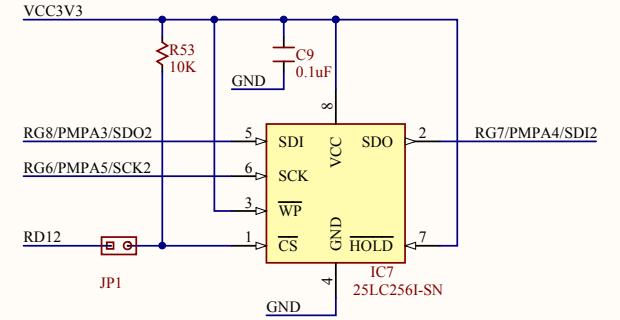 VCC3V3
R53
10K
C9
0.1uF
GND
8
RG8/PMPA3/SDO2
5
SDI
VCC
SDO
2
RG7/PMPA4/SDI2
RG6/PMPA5/SCK2
6
SCK
3
WP
GND
RD12
1
CS
HOLD
7
JP1
4
IC7
25LC256I-SN
GND